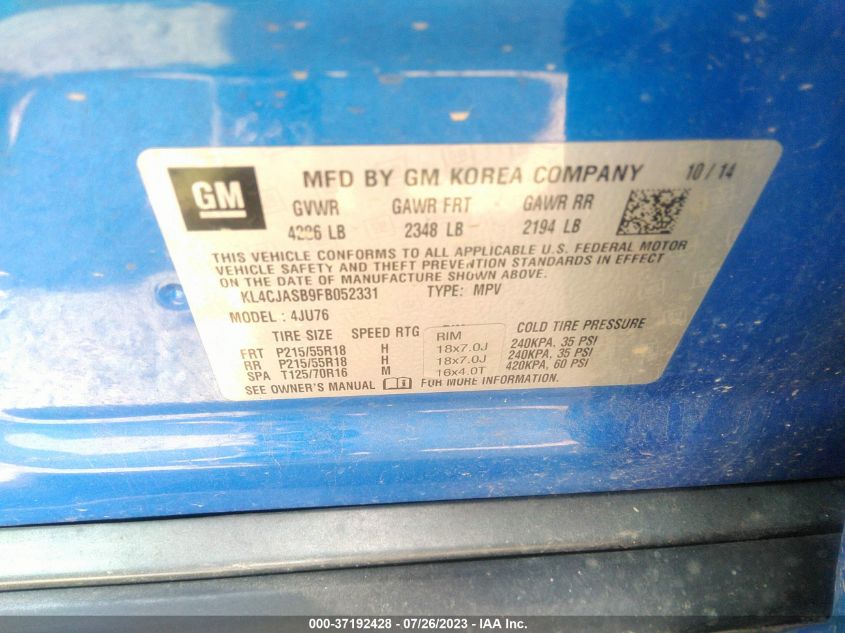 GM
MFD BY GM KOREA COMPANY 10/14
GVWR GAWR FRT GAWR RR
LB 2348 LB 2194 LB
THIS VEHICLE CONFORMS TO ALL APPLICABLE U.S. FEDERAL MOTOR
VEHICLE SAFETY AND THEFT PREVENTION STANDARDS IN EFFECT
ON THE DATE OF MANUFACTURE SHOWN ABOVE.
KL4CJASB9FB052331 TYPE: MPV
MODEL : 4JU76
TIRE SIZE SPEED RTG RIM COLD TIRE PRESSURE
FRT P215/55R18 H 18x7.0J 240KPA, 35 PSI
RR P215/55R18 H 18x7.0J 240KPA, 35 PSI
SPA T125/70R16 M 16x4.0T 420KPA, 60 PSI
SEE OWNER'S MANUAL FOR MORE INFORMATION.
000-37192428 - 07/26/2023 - IAA Inc.